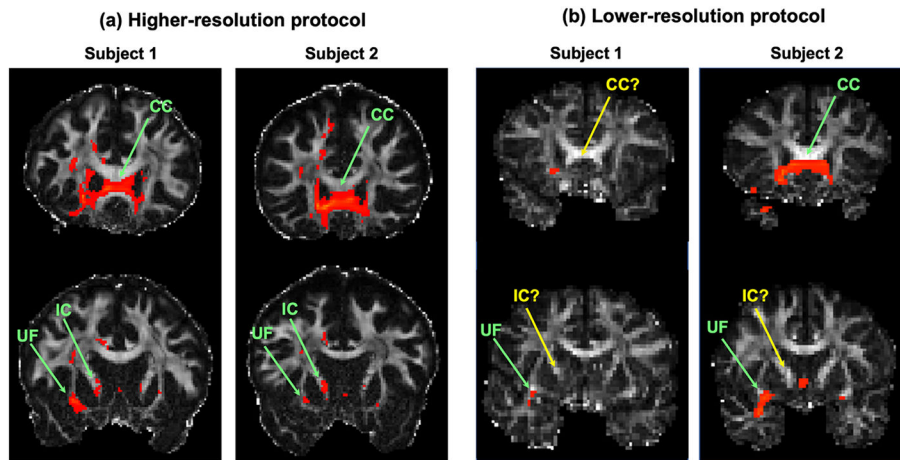 (a) Higher-resolution protocol
(b) Lower-resolution protocol
Subject 1
Subject 2
Subject 1
Subject 2
CC
CC
CC?
CC
UF
IC
UF
IC
UF
IC?
UF
IC?